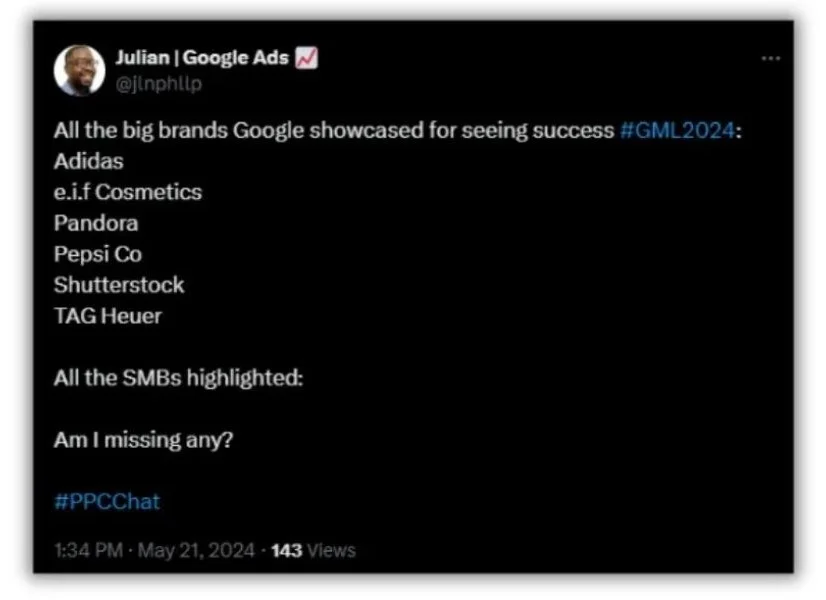 Julian | Google Ads 📈
@jlnphllp
All the big brands Google showcased for seeing success #GML2024:
Adidas
e.i.f Cosmetics
Pandora
Pepsi Co
Shutterstock
TAG Heuer
All the SMBs highlighted:
Am I missing any?
#PPCChat
1:34 PM · May 21, 2024 · 143 Views